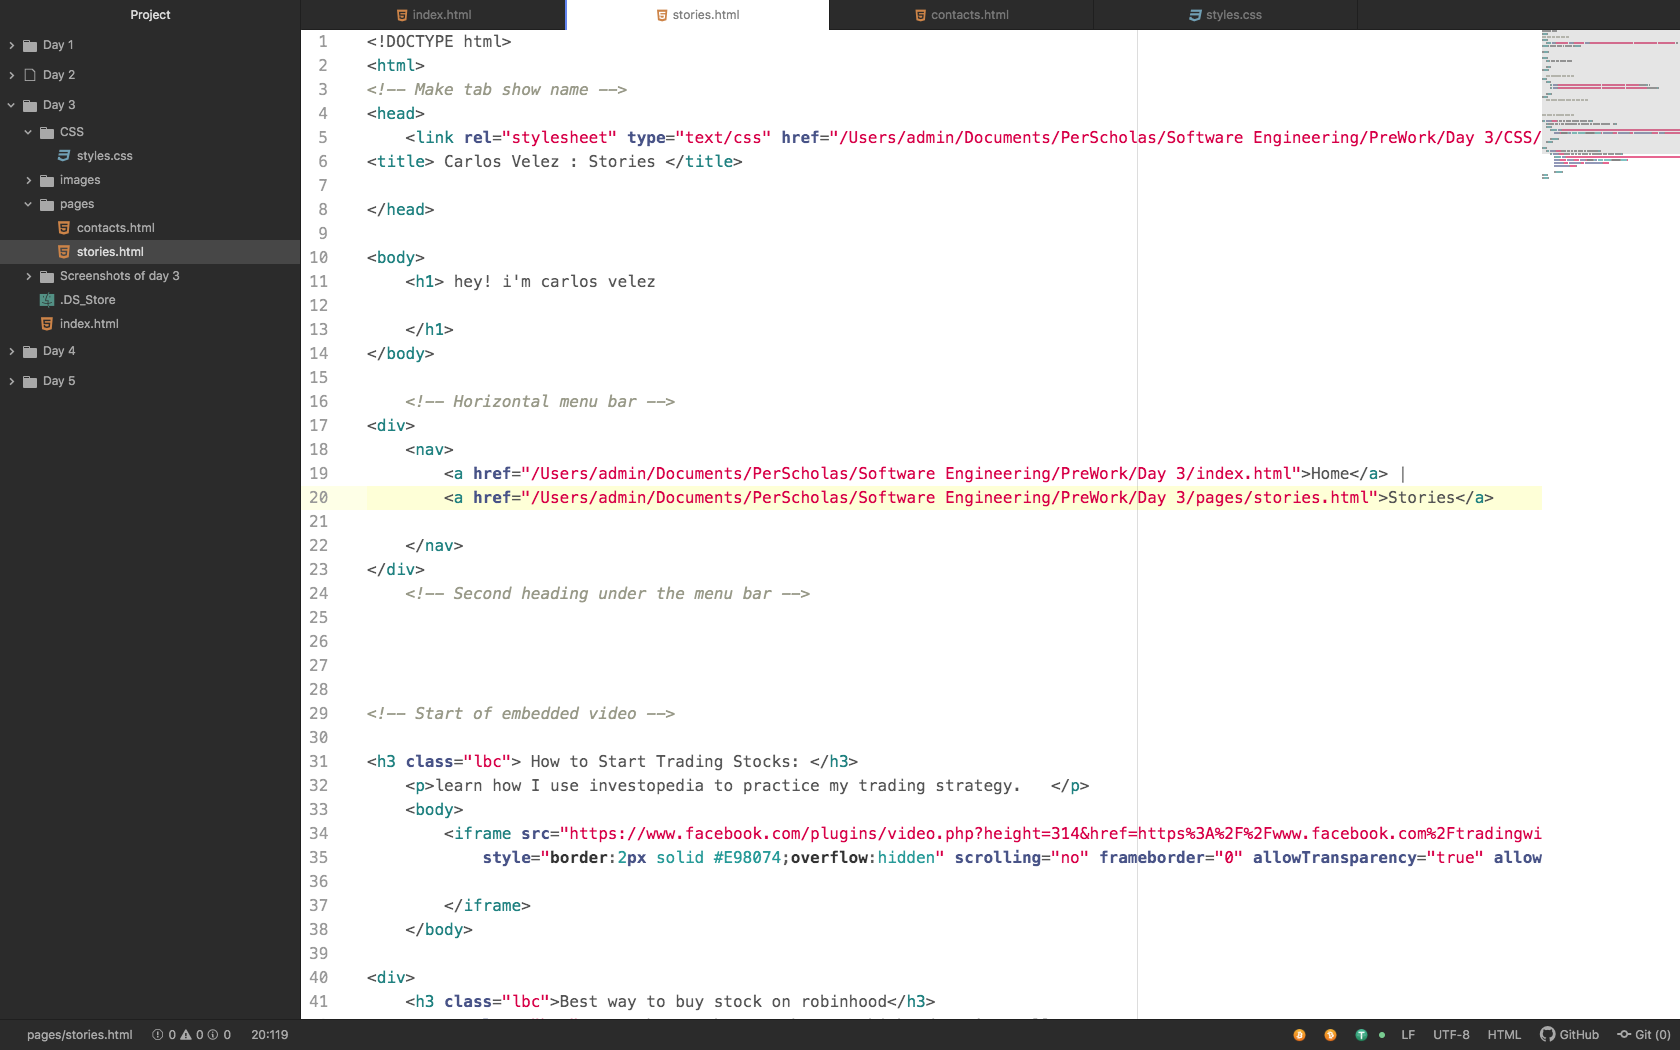 Project
index.html
stories.html
contacts.html
styles.css
Day 1
Day 2
Day 3
CSS
styles.css
images
pages
contacts.html
stories.html
Screenshots of day 3
.DS_Store
index.html
Day 4
Day 5
1 <!DOCTYPE html>
2 <html>
3 <!-- Make tab show name -->
4 <head>
5 <link rel="stylesheet" type="text/css" href="/Users/admin/Documents/PerScholas/Software Engineering/PreWork/Day 3/CSS/
6 <title> Carlos Velez : Stories </title>
7
8 </head>
9
10 <body>
11 <h1> hey! i'm carlos velez
12
13 </h1>
14 </body>
15
16 <!-- Horizontal menu bar -->
17 <div>
18 <nav>
19 <a href="/Users/admin/Documents/PerScholas/Software Engineering/PreWork/Day 3/index.html">Home</a> |
20 <a href="/Users/admin/Documents/PerScholas/Software Engineering/PreWork/Day 3/pages/stories.html">Stories</a>
21
22 </nav>
23 </div>
24 <!-- Second heading under the menu bar -->
25
26
27
28
29 <!-- Start of embedded video -->
30
31 <h3 class="lbc"> How to Start Trading Stocks: </h3>
32 <p>learn how I use investopedia to practice my trading strategy. </p>
33 <body>
34 <iframe src="https://www.facebook.com/plugins/video.php?height=314&href=https%3A%2F%2Fwww.facebook.com%2Ftradingwi
35 style="border:2px solid #E98074;overflow:hidden" scrolling="no" frameborder="0" allowTransparency="true" allow
36
37 </iframe>
38 </body>
39
40 <div>
41 <h3 class="lbc">Best way to buy stock on robinhood</h3>
pages/stories.html 0 0 0 20:119
LF UTF-8 HTML GitHub Git (0)